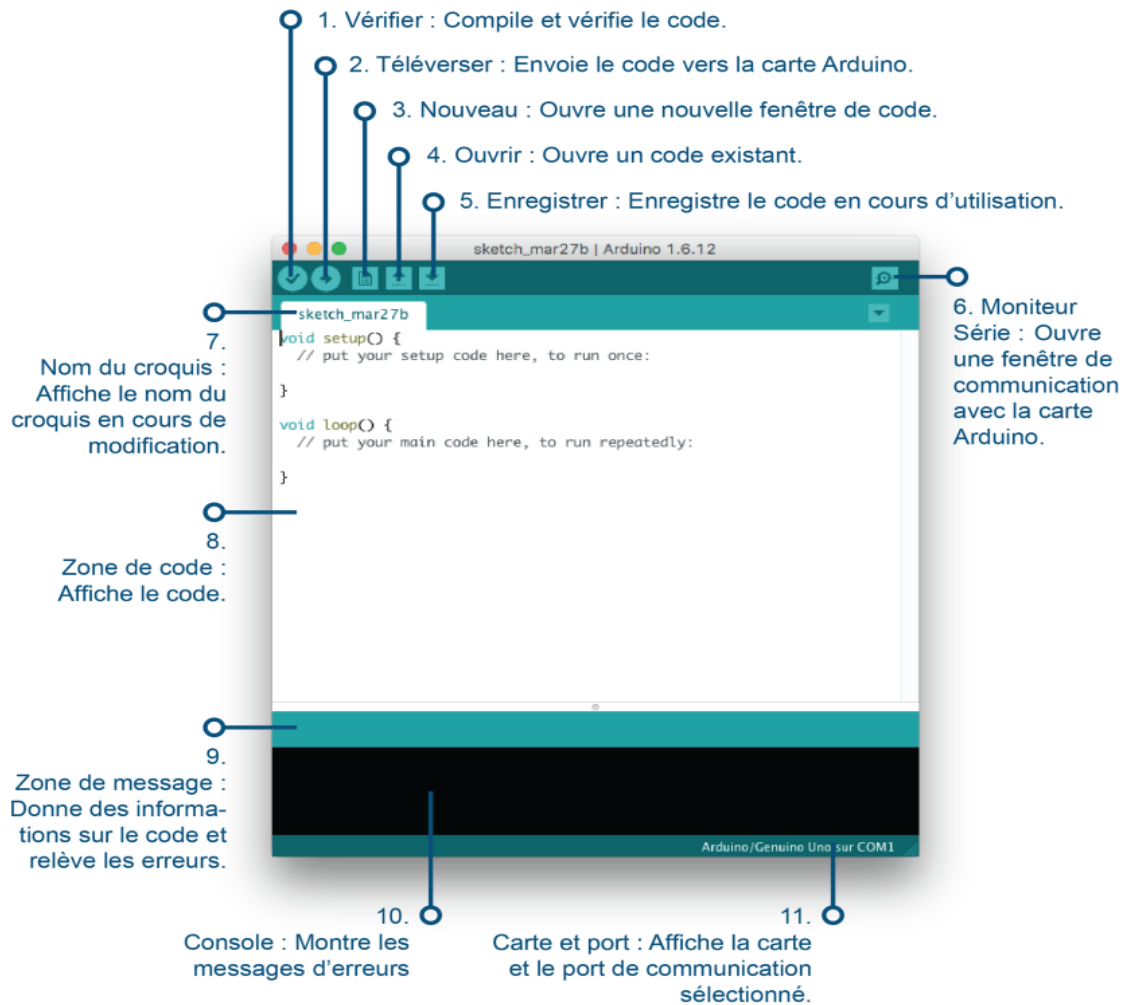 1. Vérifier : Compile et vérifie le code.
2. Téléverser : Envoie le code vers la carte Arduino.
3. Nouveau : Ouvre une nouvelle fenêtre de code.
4. Ouvrir : Ouvre un code existant.
5. Enregistrer : Enregistre le code en cours d’utilisation.
sketch_mar27b | Arduino 1.6.12
6. Moniteur
Série : Ouvre
une fenêtre de
communication
avec la carte
Arduino.
sketch_mar27b
7.
Nom du croquis :
Affiche le nom du
croquis en cours de
modification.
void setup() {
// put your setup code here, to run once:
}
void loop() {
// put your main code here, to run repeatedly:
}
8.
Zone de code :
Affiche le code.
9.
Zone de message :
Donne des informa-
tions sur le code et
relève les erreurs.
Arduino/Genuino Uno sur COM1
10.
Console : Montre les
messages d’erreurs
11.
Carte et port : Affiche la carte
et le port de communication
sélectionné.